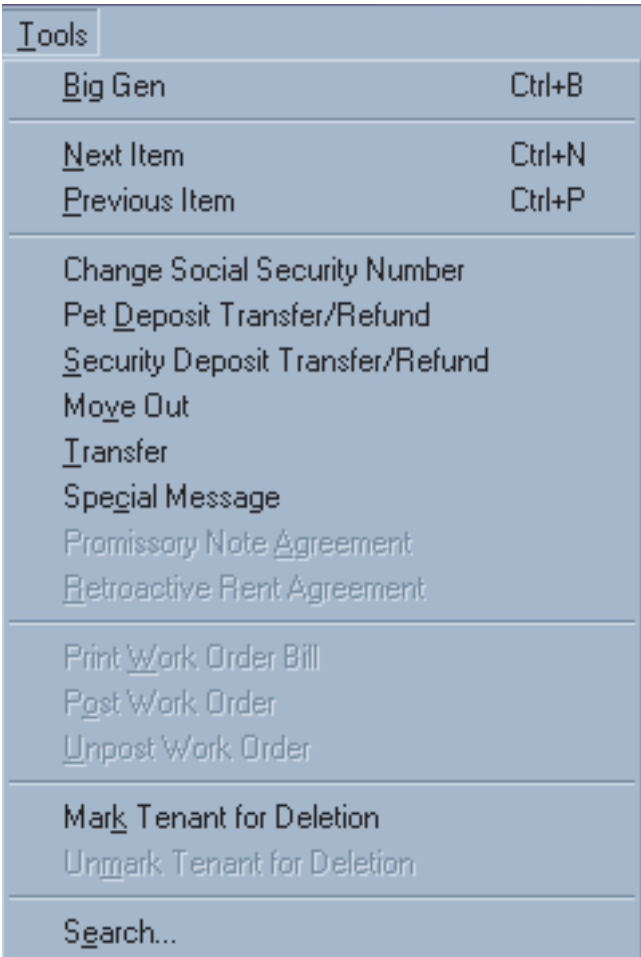 Tools
Big Gen Ctrl+B
Next Item Ctrl+N
Previous Item Ctrl+P
Change Social Security Number
Pet Deposit Transfer/Refund
Security Deposit Transfer/Refund
Move Out
Transfer
Special Message
Promissory Note Agreement
Retroactive Rent Agreement
Print Work Order Bill
Post Work Order
Unpost Work Order
Mark Tenant for Deletion
Unmark Tenant for Deletion
Search...